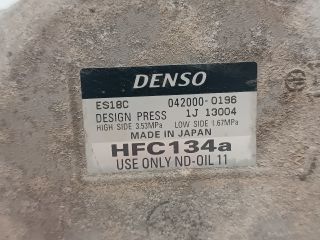 DENSO
ES18C 042000-0196
DESIGN PRESS 1J 13004
HIGH SIDE 3.53MPa LOW SIDE 1.67MPa
MADE IN JAPAN
HFC134a
USE ONLY ND-OIL 11